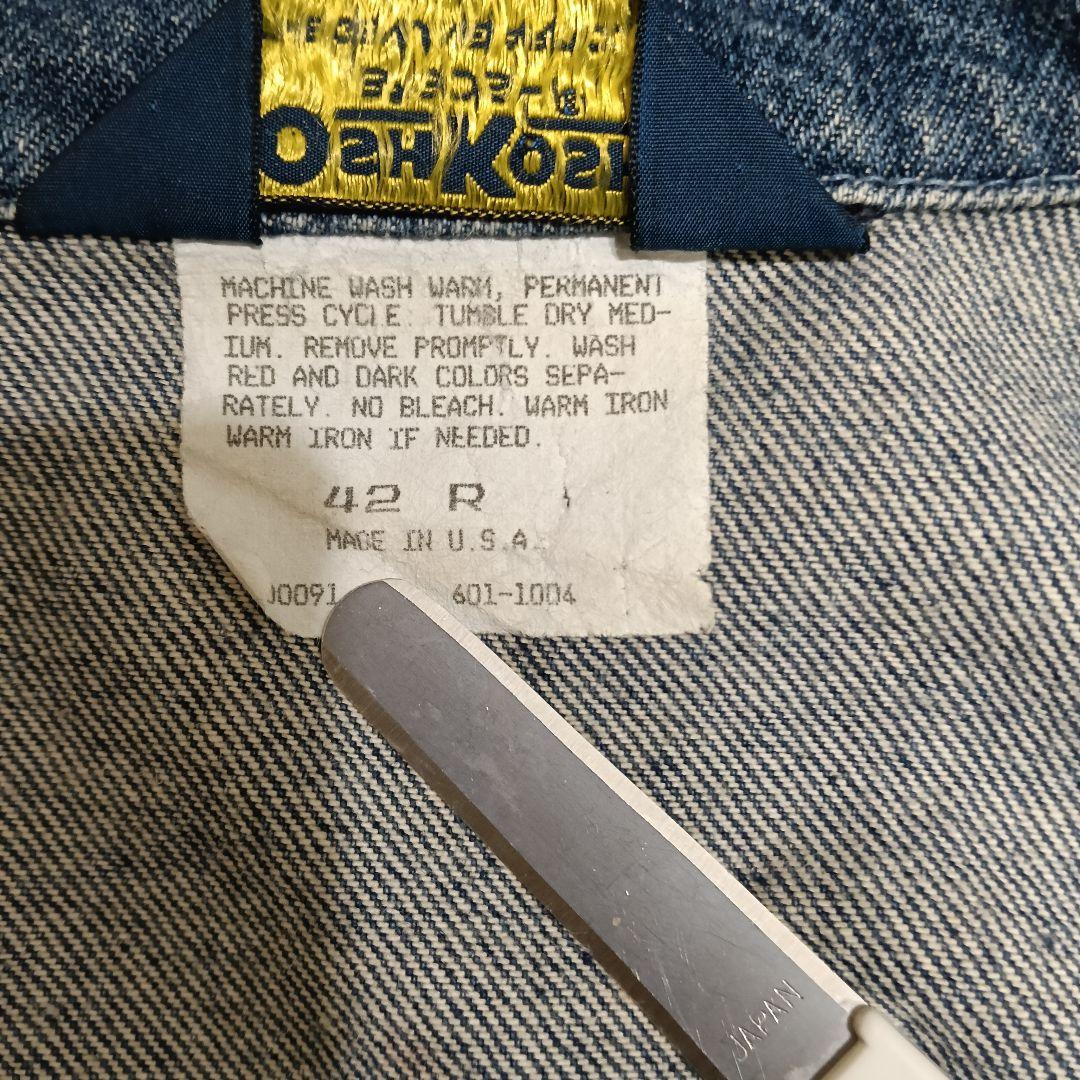 OSHKOSH
MACHINE WASH WARM, PERMANENT
PRESS CYCLE. TUMBLE DRY MED-
IUM. REMOVE PROMPTLY. WASH
RED AND DARK COLORS SEPA-
RATELY. NO BLEACH. WARM IRON
WARM IRON IF NEEDED.
42 R
MADE IN U.S.A.
J0091 601-1004
JAPAN